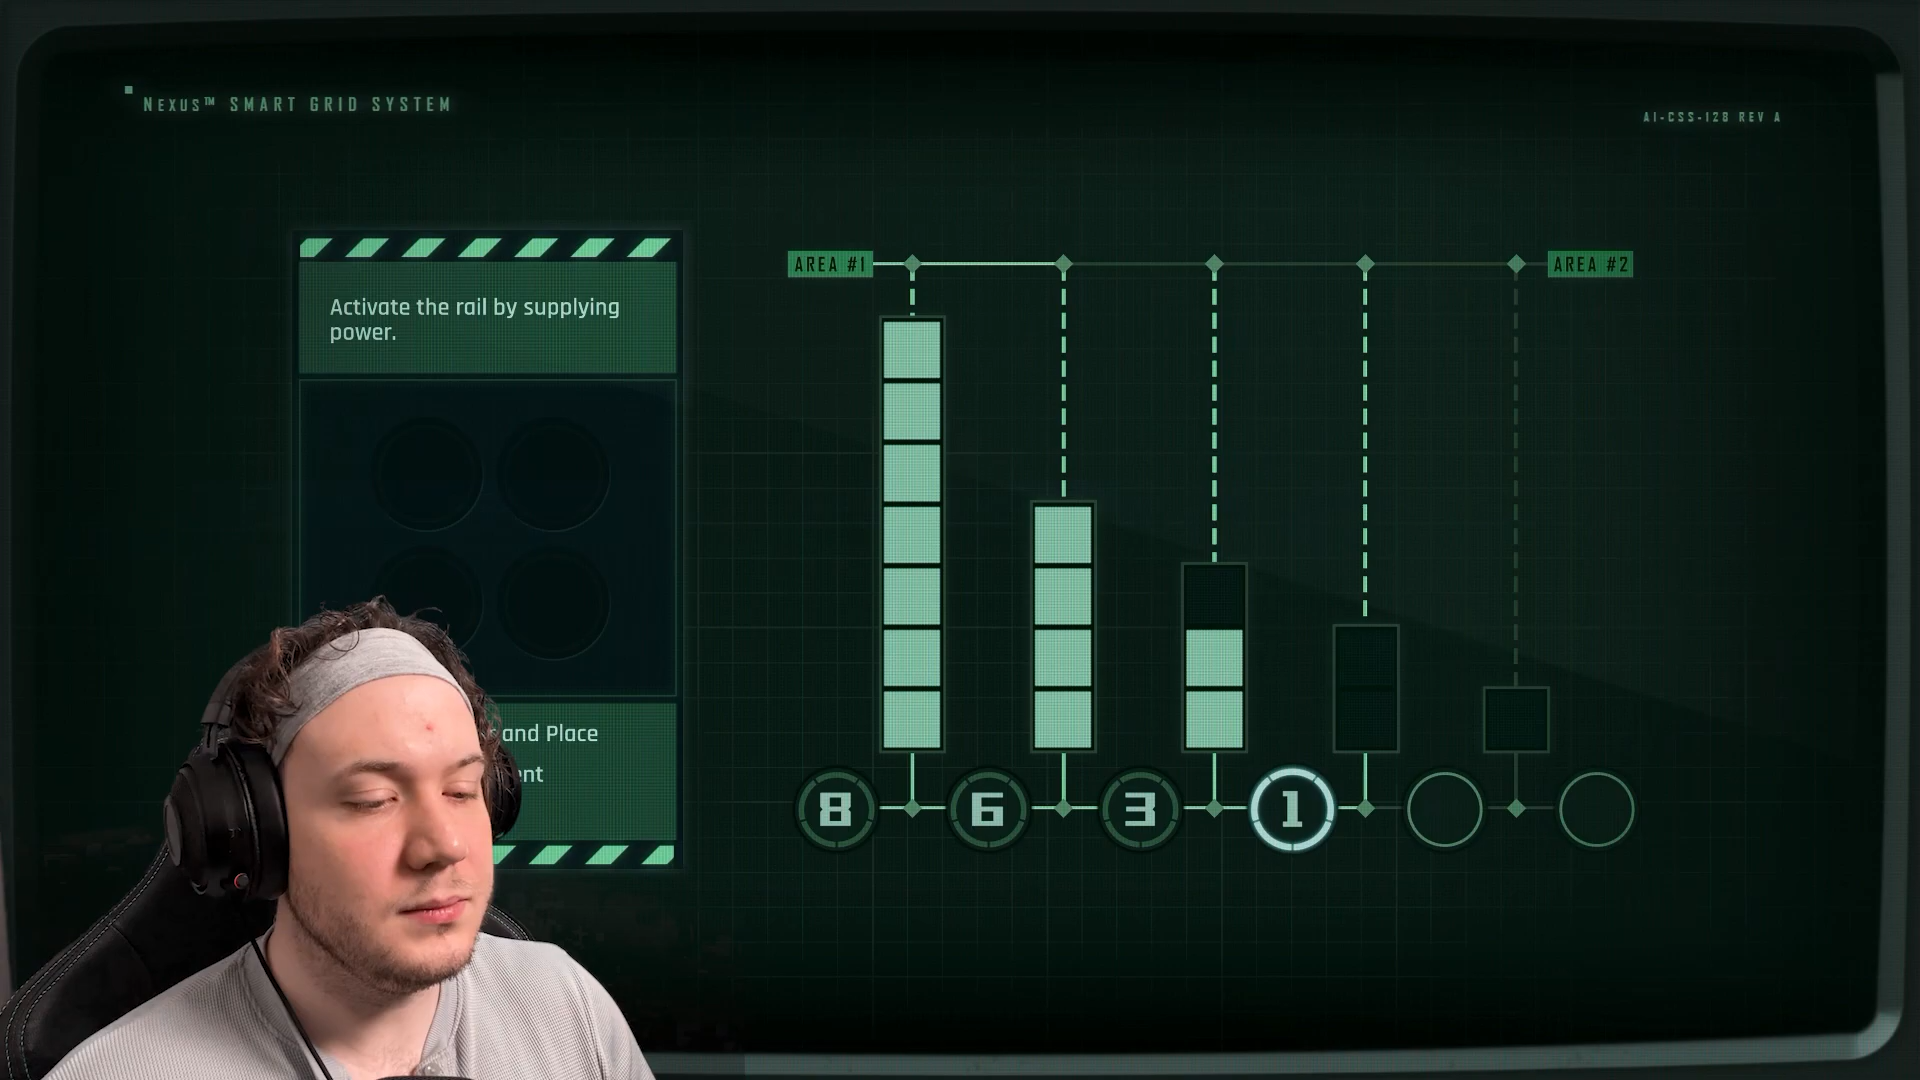 Nexus™ SMART GRID SYSTEM
AI-CSS-128 REV A
AREA #1
AREA #2
Activate the rail by supplying
power.
and Place
8 6 3 1